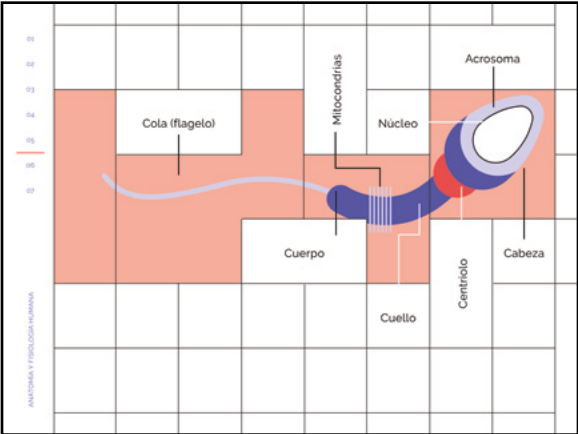 01
02
03
04
05
06
07
ANATOMÍA Y FISIOLOGÍA HUMANA
Acrosoma
Mitocondrias
Cola (flagelo)
Núcleo
Cuerpo
Cabeza
Centriolo
Cuello